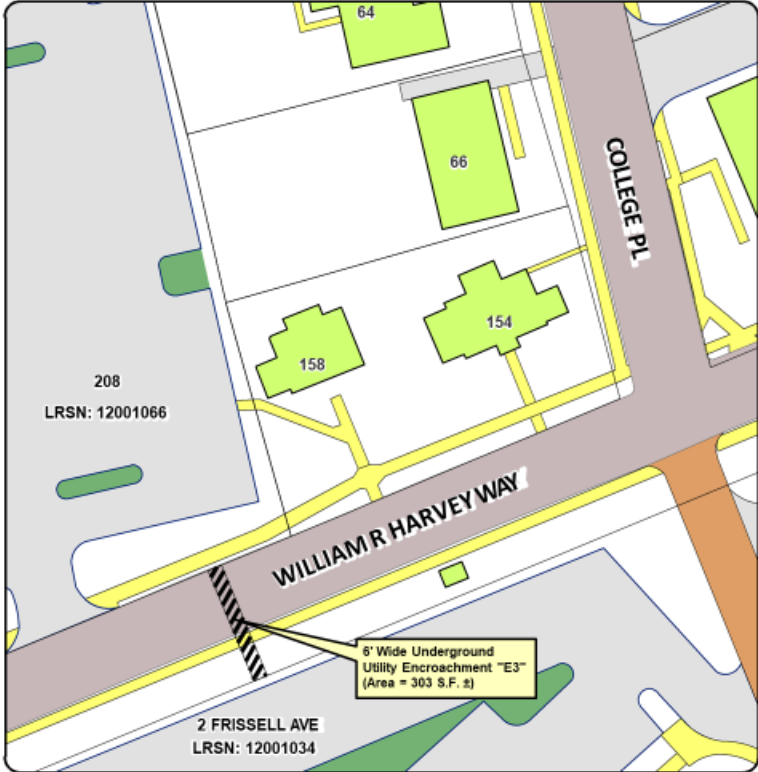 64
66
COLLEGE PL
154
158
208
LRSN: 12001066
WILLIAM R HARVEY WAY
6' Wide Underground
Utility Encroachment "E3"
(Area = 303 S.F. ±)
2 FRISSELL AVE
LRSN: 12001034